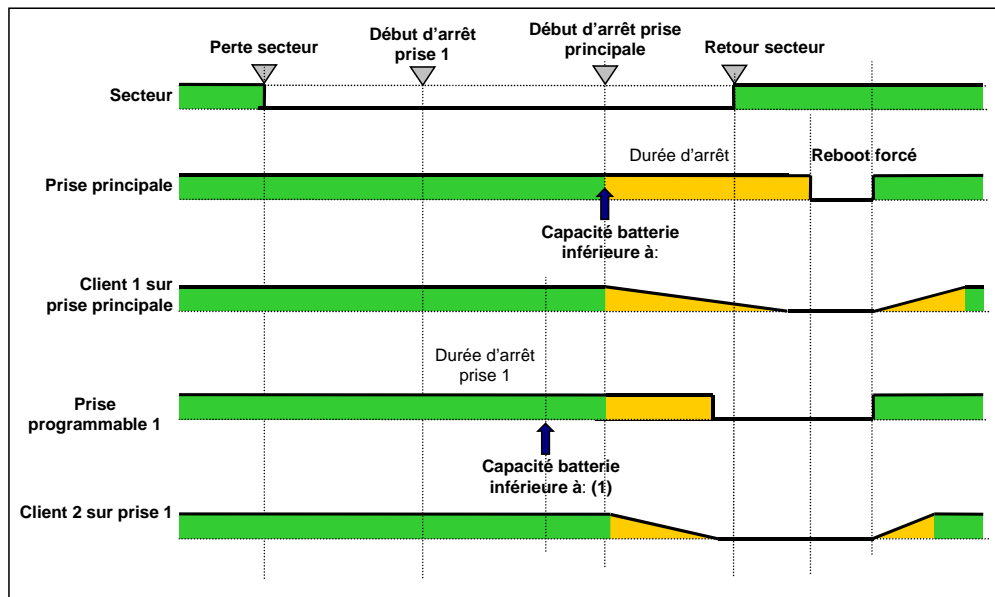 Perte secteur
Début d'arrêt
prise 1
Début d'arrêt prise
principale
Retour secteur
Secteur
Durée d'arrêt
Reboot forcé
Prise principale
Capacité batterie
inférieure à:
Client 1 sur
prise principale
Durée d'arrêt
prise 1
Prise
programmable 1
Capacité batterie
inférieure à: (1)
Client 2 sur prise 1